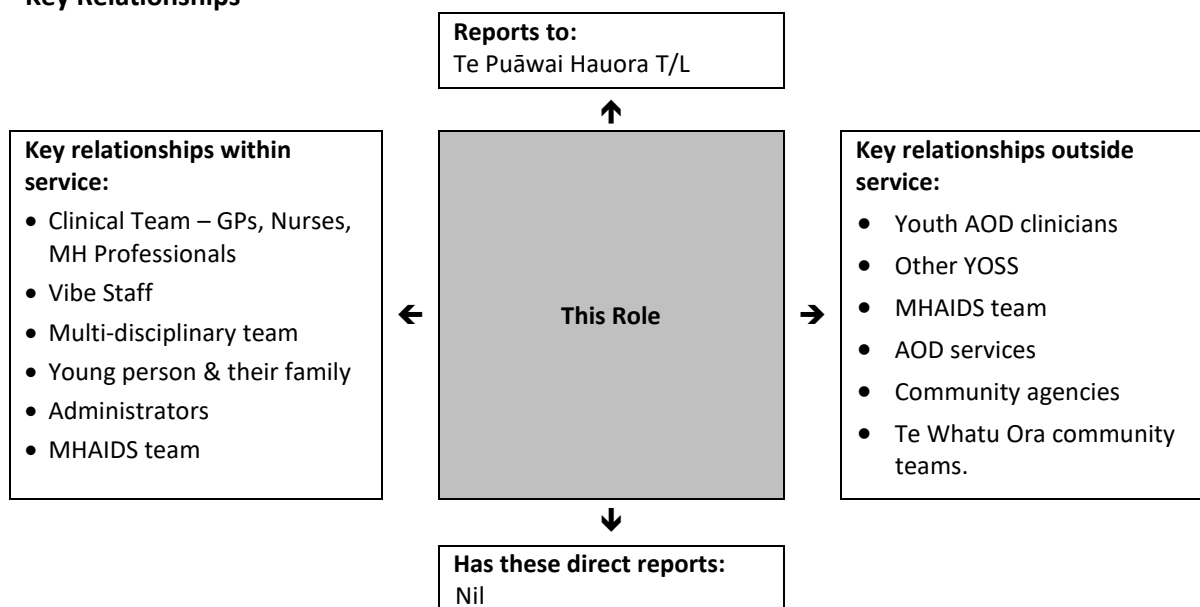 Key Relationships
Reports to:
Te Puāwai Hauora T/L
Key relationships within
service:
• Clinical Team – GPs, Nurses,
MH Professionals
• Vibe Staff
• Multi-disciplinary team
• Young person & their family
• Administrators
• MHAIDS team
This Role
Key relationships outside
service:
• Youth AOD clinicians
• Other YOSS
• MHAIDS team
• AOD services
• Community agencies
• Te Whatu Ora community
teams.
Has these direct reports:
Nil